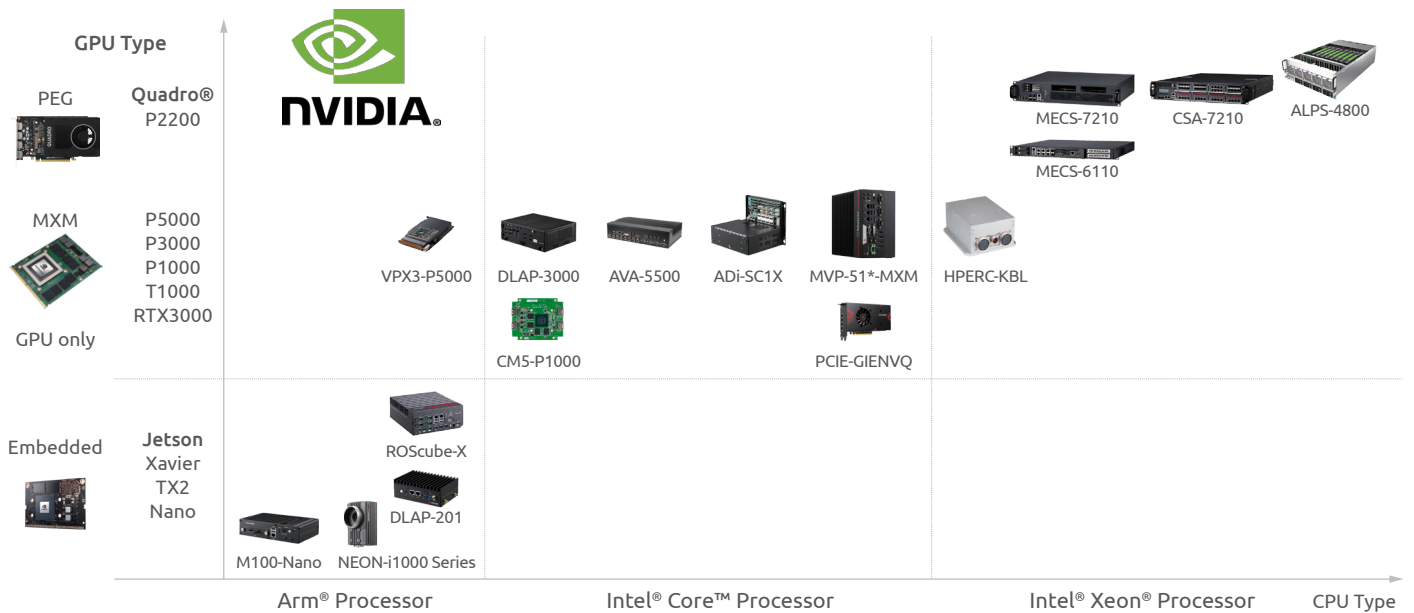 GPU Type
PEG
Quadro®
P2200
QUADRO
nVIDIA®
MECS-7210
CSA-7210
ALPS-4800
MECS-6110
MXM
P5000
P3000
P1000
T1000
RTX3000
GPU only
VPX3-P5000
DLAP-3000
AVA-5500
ADi-SC1X
MVP-51*-MXM
HPERC-KBL
CM5-P1000
PCIE-GIENVQ
Embedded
Jetson
Xavier
TX2
Nano
ROScube-X
DLAP-201
M100-Nano
NEON-i1000 Series
Arm® Processor
Intel® Core™ Processor
Intel® Xeon® Processor
CPU Type